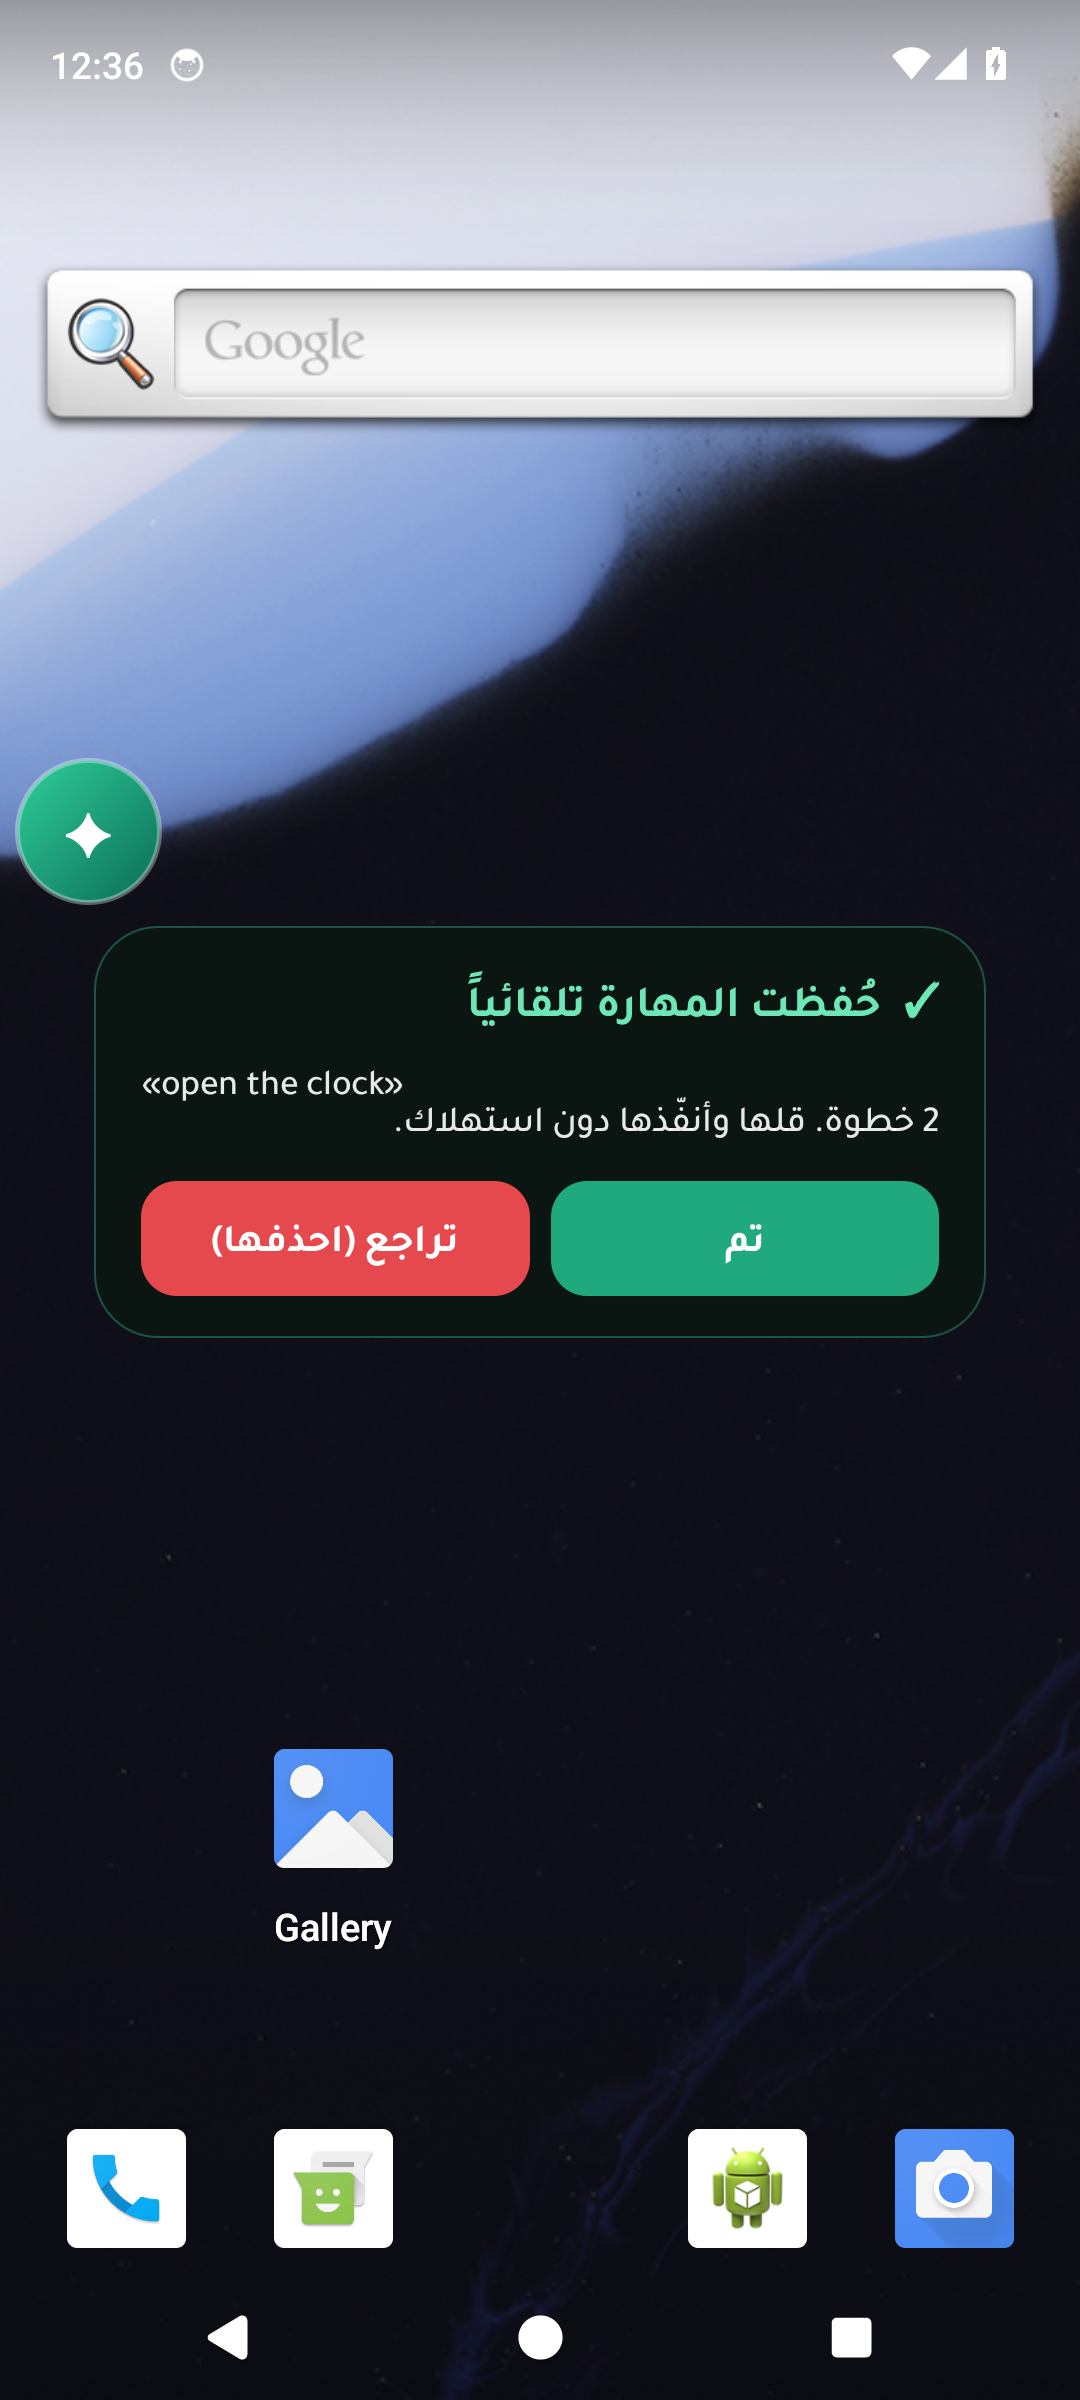 12:36
Google
✓ حُفظت المهارة تلقائياً
«open the clock»
2 خطوة. قلها وأنفّذها دون استهلاك.
تم
تراجع (احذفها)
Gallery